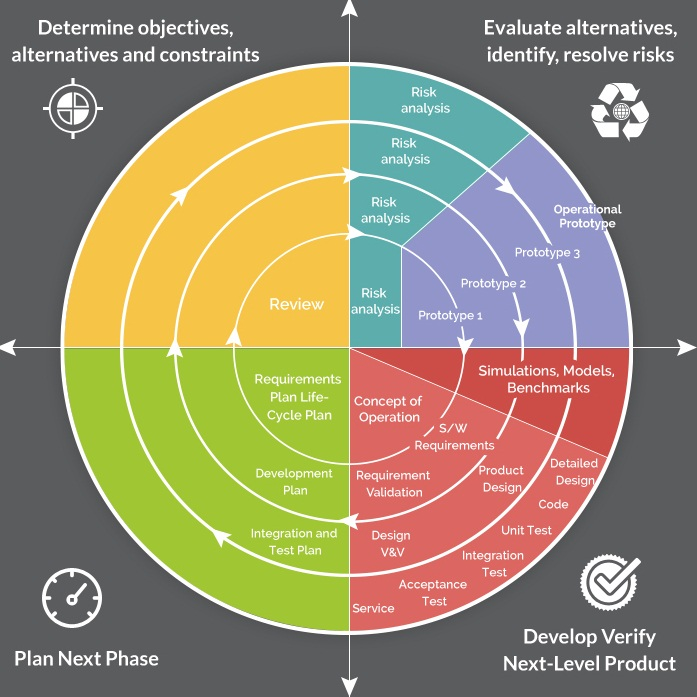 Determine objectives,
alternatives and constraints
Evaluate alternatives,
identify, resolve risks
Risk
analysis
Risk
analysis
Risk
analysis
Risk
analysis
Operational
Prototype
Prototype 3
Prototype 2
Prototype 1
Review
Simulations, Models,
Benchmarks
Requirements
Plan Life-
Cycle Plan
Concept of
Operation
S/W
Requirements
Development
Plan
Requirement
Validation
Product
Design
Detailed
Design
Code
Integration and
Test Plan
Design
V&V
Unit Test
Integration
Test
Acceptance
Test
Service
Plan Next Phase
Develop Verify
Next-Level Product